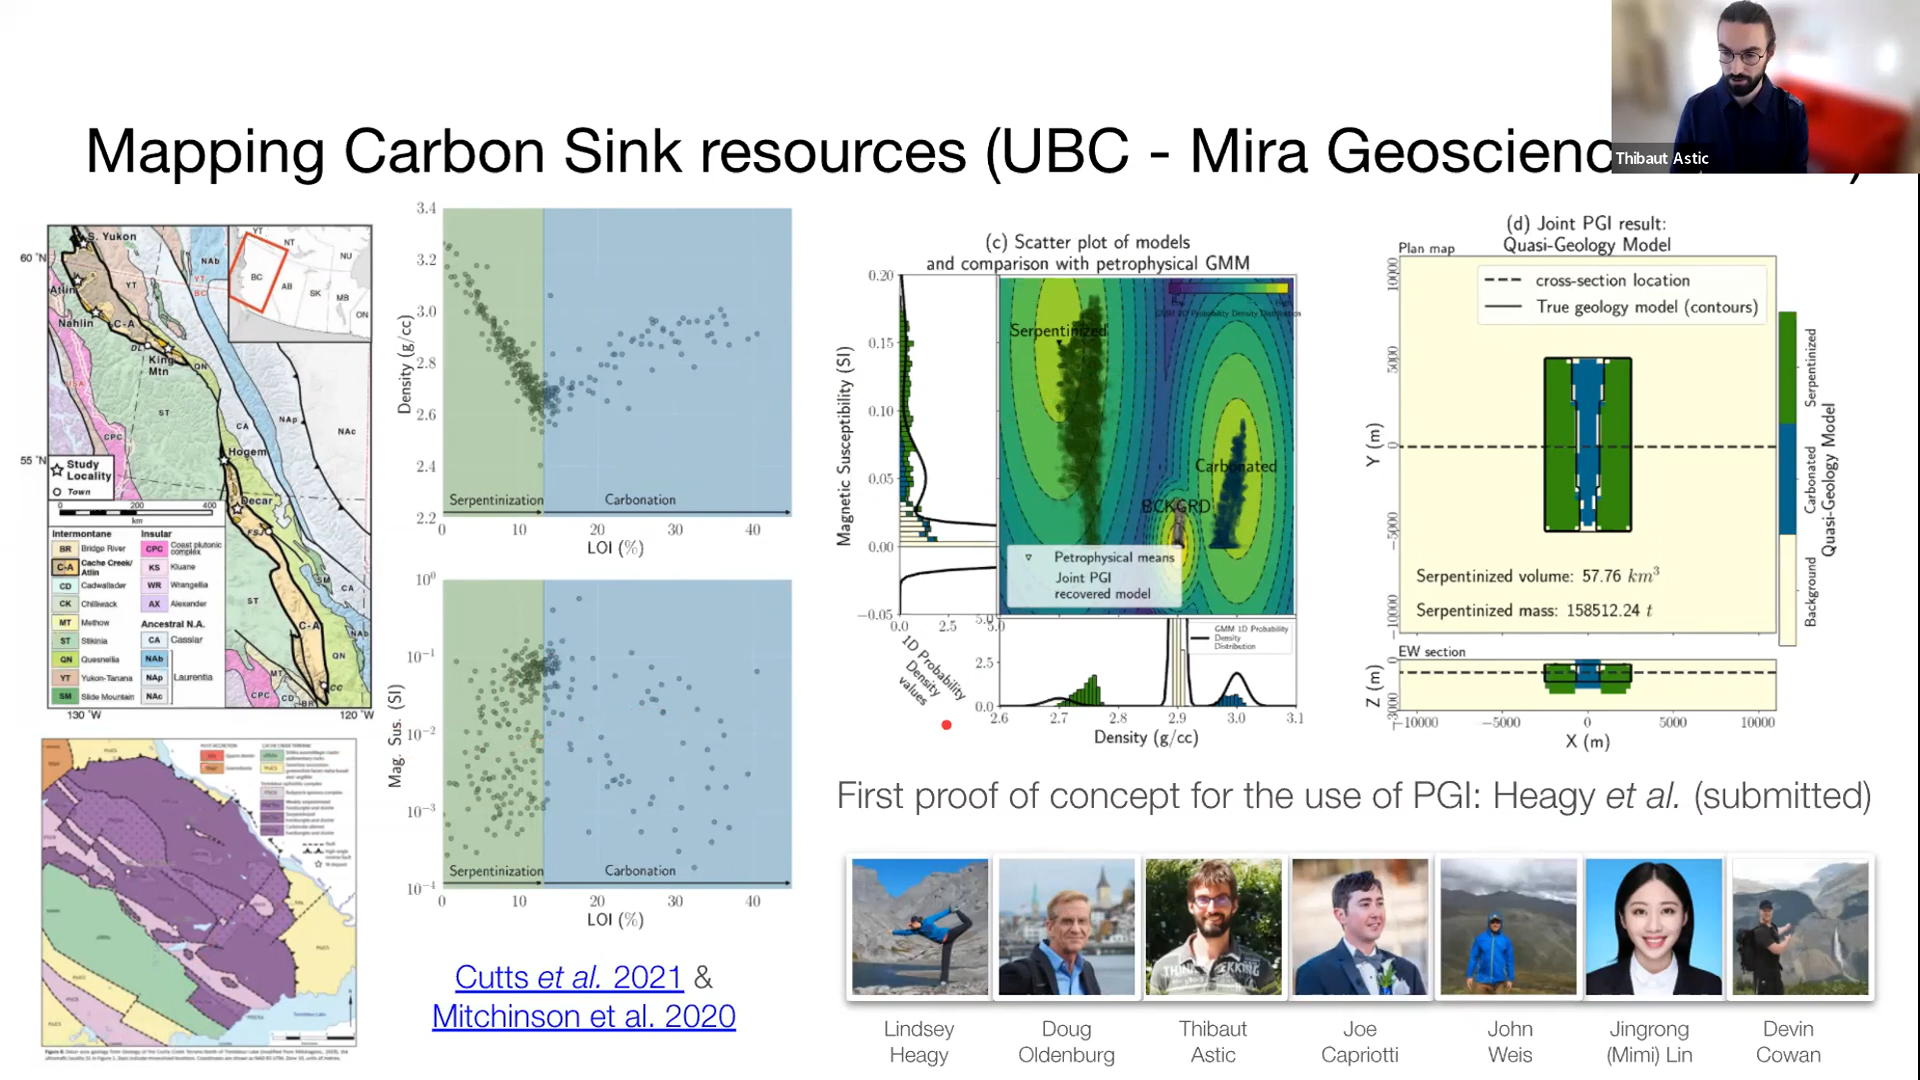 Thibaut Astic
Mapping Carbon Sink resources (UBC - Mira Geoscienc
S. Yukon
60 °N
Atlin
Nahlin
C-A
King
Mtn
YT
NAb
YT
BC
QN
ST
CPC
CA
NAp
NAc
YT
NT
NU
BC
AB
SK
MB
ON
55 °N
Study
Locality
Town
0 200 400
km
Hogem
Decar
FSJ
SM
CA
ST
C-A
NAb
QN
MT
CPC
CD
BR
CC
Intermontane
BR Bridge River
C-A Cache Creek/
Atlin
CD Cadwallader
CK Chilliwack
MT Methow
ST Stikinia
QN Quesnellia
YT Yukon-Tanana
SM Slide Mountain
Insular
CPC Coast plutonic
complex
KS Kluane
WR Wrangellia
AX Alexander
Ancestral N.A.
CA Cassiar
NAb
NAp Laurentia
NAc
130 °W
120 °W
Density (g/cc)
3.4
3.2
3.0
2.8
2.6
2.4
2.2
Serpentinization
Carbonation
0 10 20 30 40
LOI (%)
Mag. Sus. (SI)
10⁰
10⁻¹
10⁻²
10⁻³
10⁻⁴
Serpentinization
Carbonation
0 10 20 30 40
LOI (%)
Cutts et al. 2021 &
Mitchinson et al. 2020
(c) Scatter plot of models
and comparison with petrophysical GMM
Magnetic Susceptibility (SI)
0.20
0.15
0.10
0.05
0.00
−0.05
Serpentinized
Carbonated
BCKGRD
Petrophysical means
Joint PGI
recovered model
0.0 2.5 5.0
1D Probability
Density
values
5.0
2.5
0.0
GMM 1D Probability
Density
Distribution
2.6 2.7 2.8 2.9 3.0 3.1
Density (g/cc)
(d) Joint PGI result:
Quasi-Geology Model
Plan map
cross-section location
True geology model (contours)
Y (m)
10000
5000
0
−5000
−10000
Serpentinized volume: 57.76 km³
Serpentinized mass: 158512.24 t
EW section
Z (m)
0
−3000
−10000 −5000 0 5000 10000
X (m)
Serpentinized
Carbonated
Background
Quasi-Geology Model
First proof of concept for the use of PGI: Heagy et al. (submitted)
Lindsey
Heagy
Doug
Oldenburg
Thibaut
Astic
Joe
Capriotti
John
Weis
Jingrong
(Mimi) Lin
Devin
Cowan